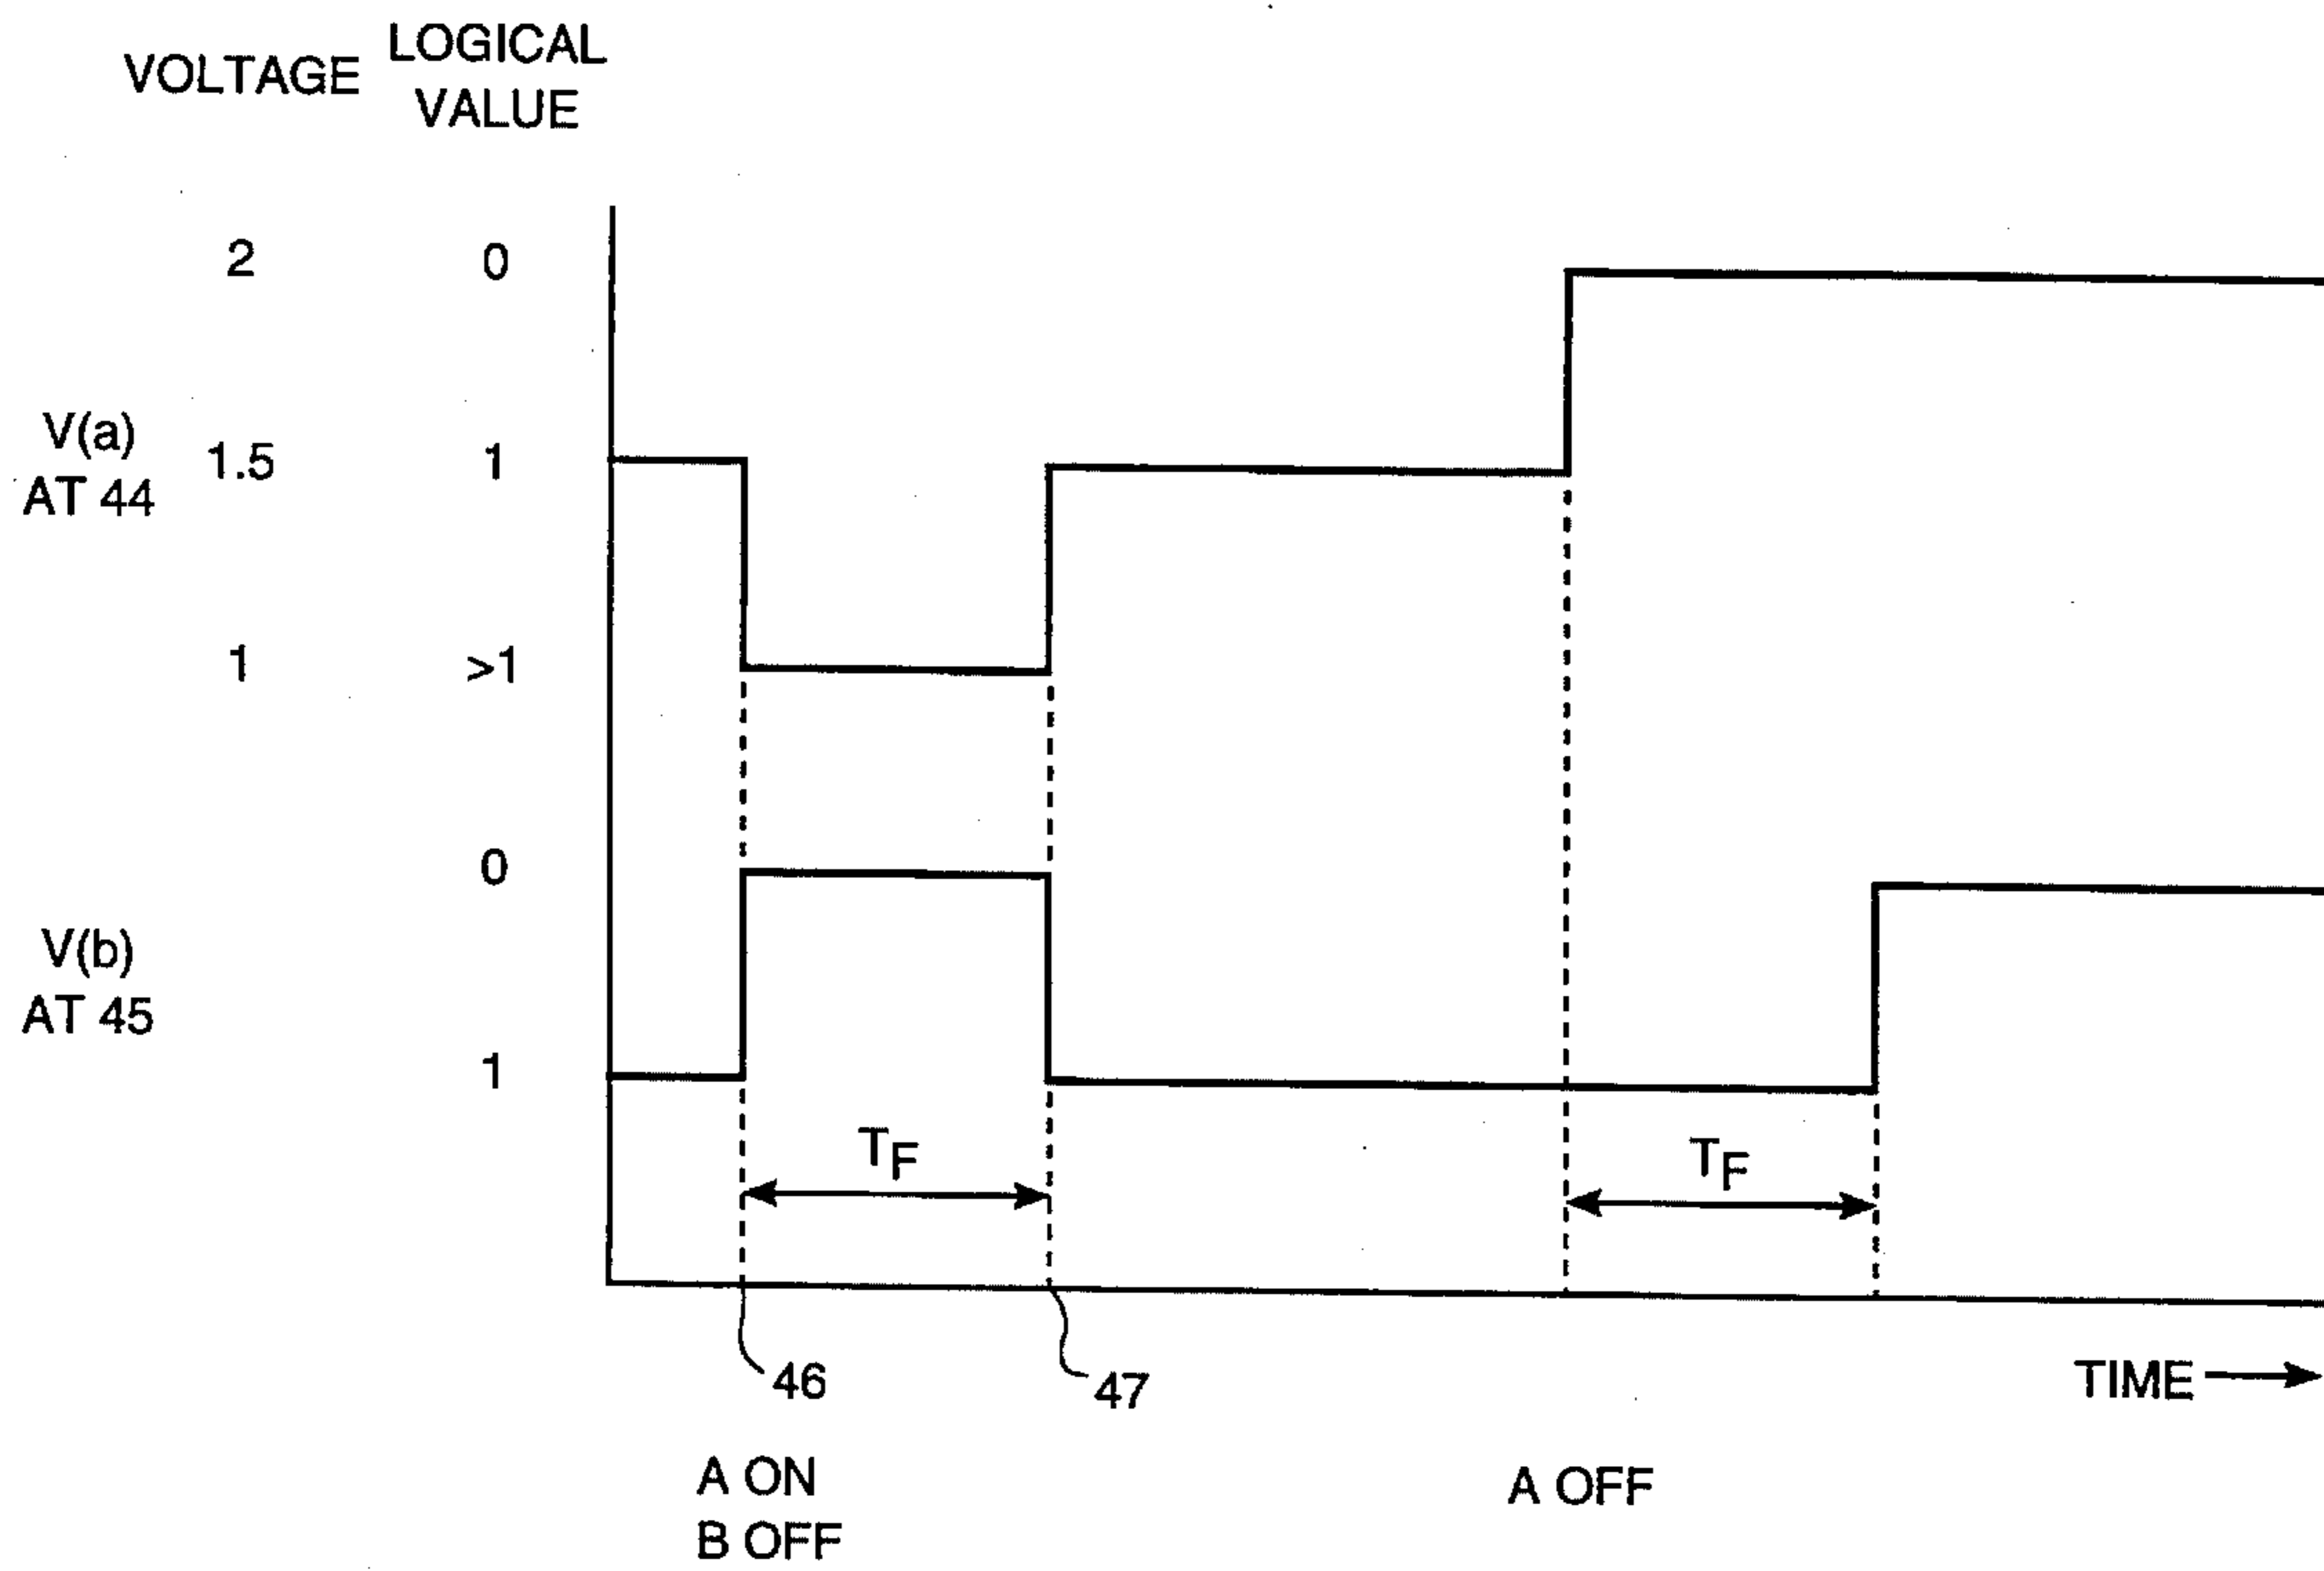 VOLTAGE
LOGICAL
VALUE
2 0
V(a)
AT 44
1.5 1
1 >1
0
V(b)
AT 45
1
TF TF
46 47
TIME
A ON
B OFF
A OFF